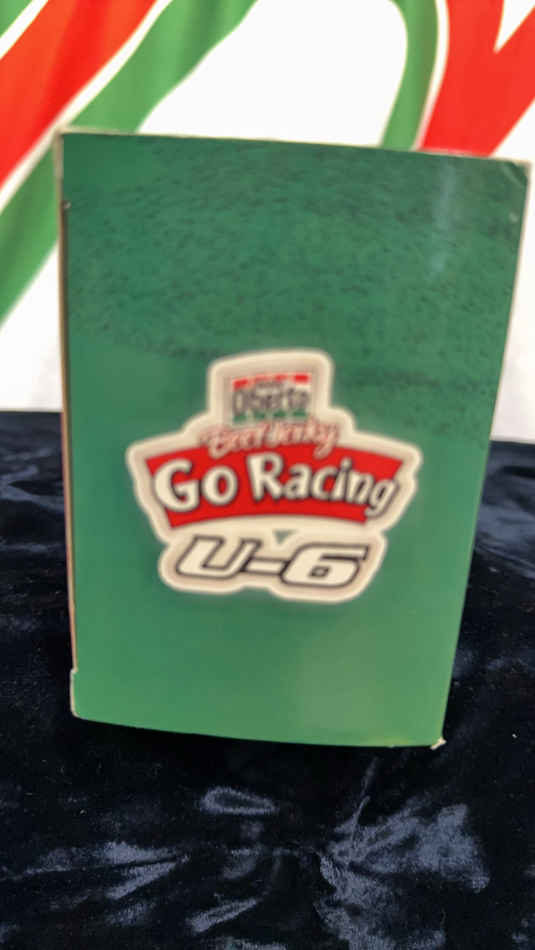 Oberto
Beef Jerky
Go Racing
U-6